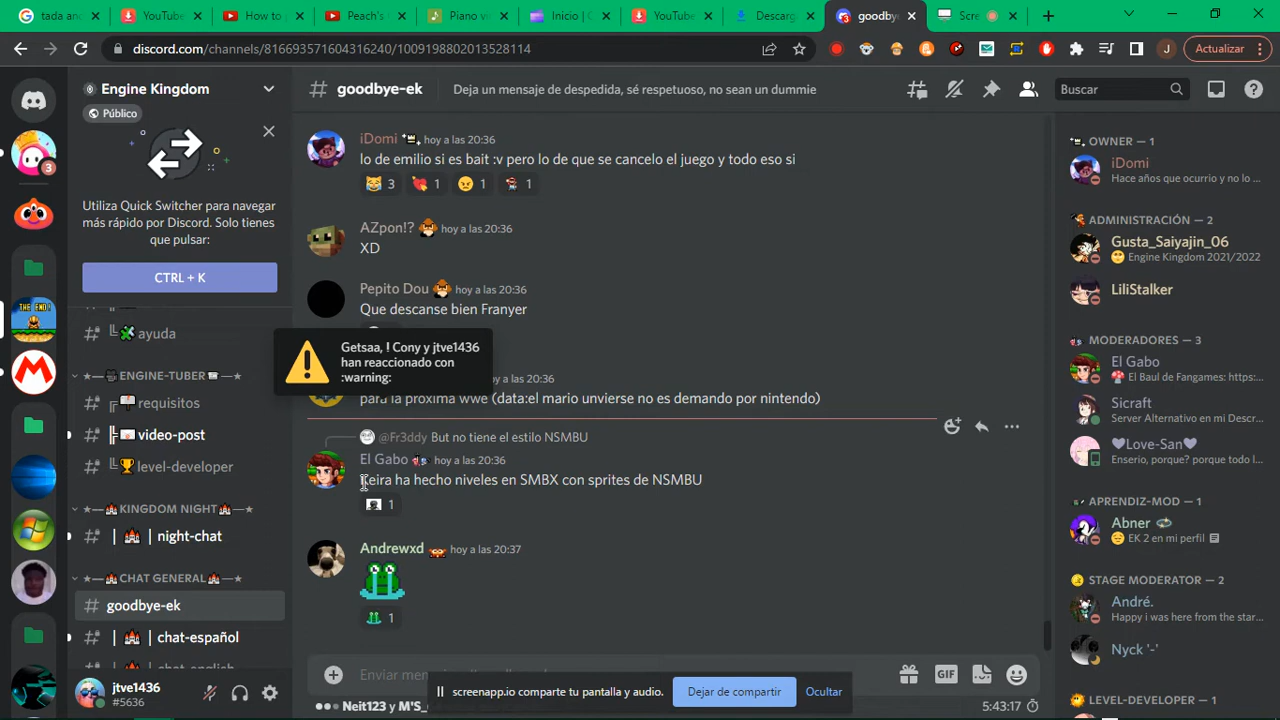 tada and
YouTube
How to
Peach's G
Piano vi
Inicio | C
YouTube
Descarg
goodby
Scre
discord.com/channels/816693571604316240/1009198802013528114
J
Actualizar
Engine Kingdom
Público
Utiliza Quick Switcher para navegar
más rápido por Discord. Solo tienes
que pulsar:
CTRL + K
ayuda
ENGINE-TUBER
requisitos
video-post
level-developer
KINGDOM NIGHT
night-chat
CHAT GENERAL
goodbye-ek
chat-español
chat-english
jtve1436
#5636
3
THE END!
# goodbye-ek
Deja un mensaje de despedida, sé respetuoso, no sean un dummie
Buscar
iDomi hoy a las 20:36
lo de emilio si es bait :v pero lo de que se cancelo el juego y todo eso si
3 1 1 1
AZpon!? hoy a las 20:36
XD
Pepito Dou hoy a las 20:36
Que descanse bien Franyer
Getsaa, ! Cony y jtve1436
han reaccionado con
:warning:
hoy a las 20:36
para la proxima wwe (data:el mario unvierse no es demando por nintendo)
@Fr3ddy But no tiene el estilo NSMBU
El Gabo hoy a las 20:36
Keira ha hecho niveles en SMBX con sprites de NSMBU
1
Andrewxd hoy a las 20:37
1
GIF
screenapp.io comparte tu pantalla y audio.
Dejar de compartir
Ocultar
Neit123 y M'S_
5:43:17
OWNER — 1
iDomi
Hace años que ocurrio y no lo ...
ADMINISTRACIÓN — 2
Gusta_Saiyajin_06
Engine Kingdom 2021/2022
LiliStalker
MODERADORES — 3
El Gabo
El Baul de Fangames: https:...
Sicraft
Server Alternativo en mi Descr...
Love-San
Enserio, porque? porque tod...
APRENDIZ-MOD — 1
Abner
EK 2 en mi perfil
STAGE MODERATOR — 2
André.
Happy i was here from the star...
Nyck '-'
LEVEL-DEVELOPER — 1